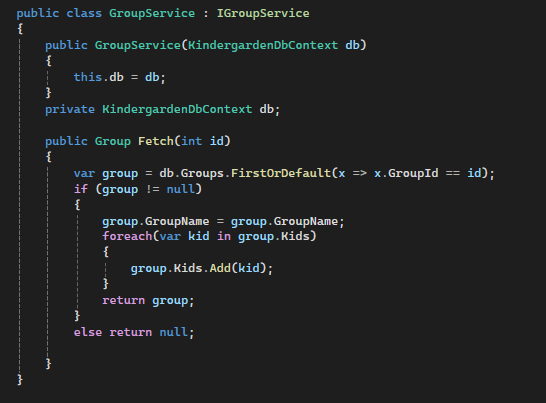 public class GroupService : IGroupService
{
public GroupService(KindergardenDbContext db)
{
this.db = db;
}
private KindergardenDbContext db;
public Group Fetch(int id)
{
var group = db.Groups.FirstOrDefault(x => x.GroupId == id);
if (group != null)
{
group.GroupName = group.GroupName;
foreach(var kid in group.Kids)
{
group.Kids.Add(kid);
}
return group;
}
else return null;
}
}